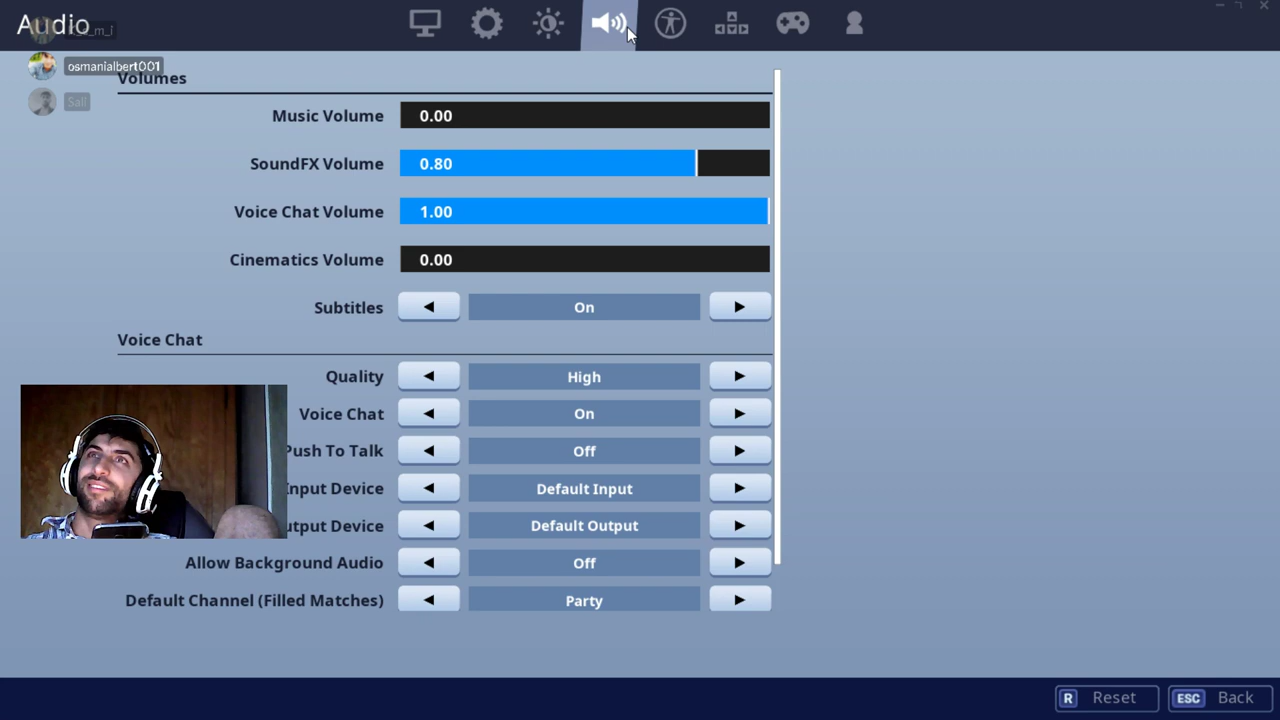 Audio
osmanialbert001
Sall
Volumes
Music Volume 0.00
SoundFX Volume 0.80
Voice Chat Volume 1.00
Cinematics Volume 0.00
Subtitles On
Voice Chat
Quality High
Voice Chat On
Push To Talk Off
Input Device Default Input
utput Device Default Output
Allow Background Audio Off
Default Channel (Filled Matches) Party
R Reset ESC Back